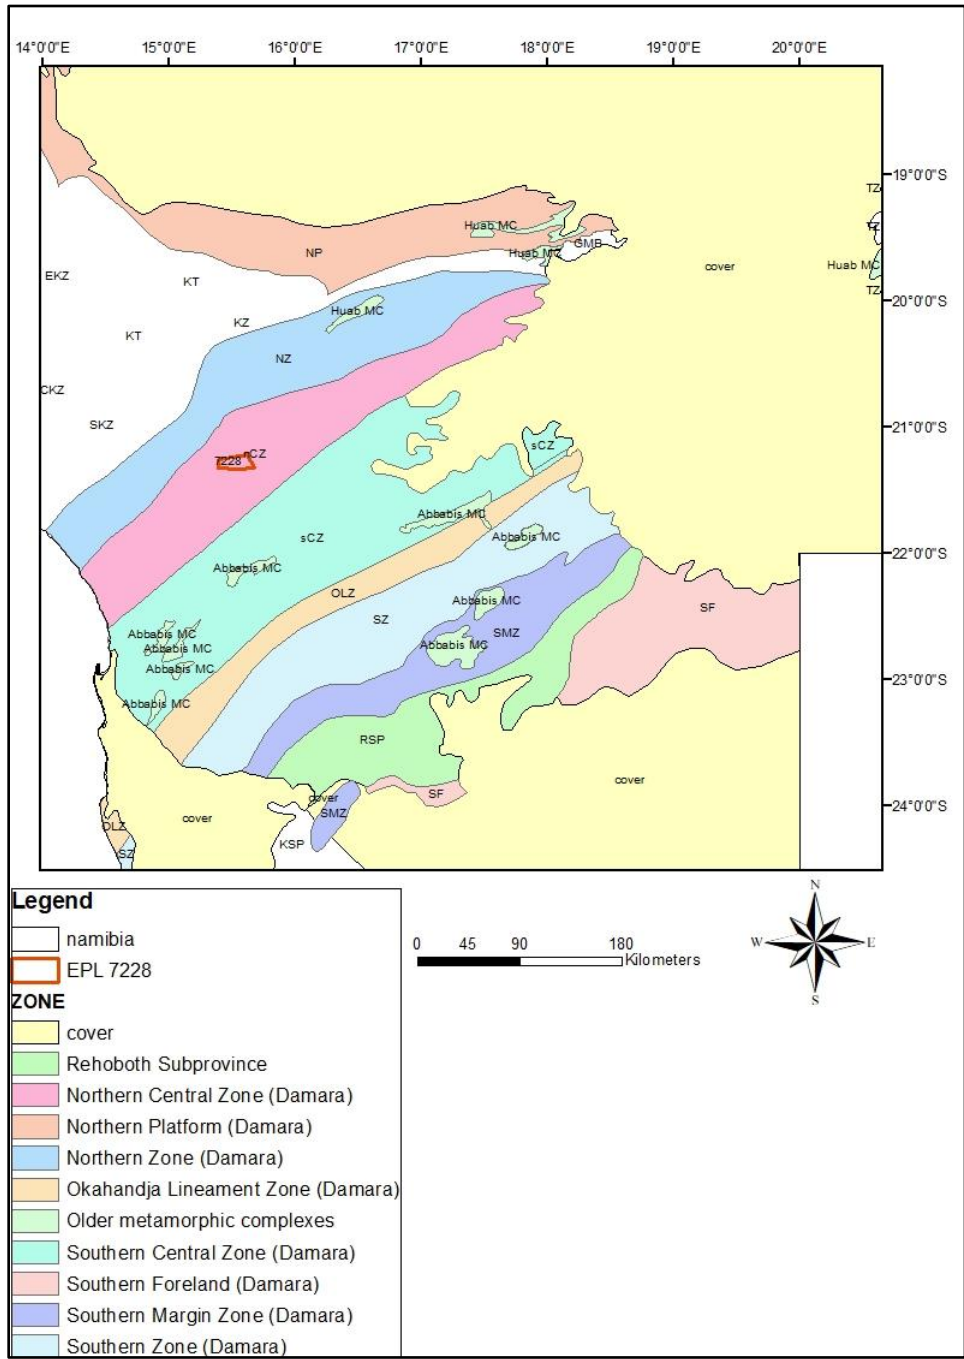 14°0'0"E 15°0'0"E 16°0'0"E 17°0'0"E 18°0'0"E 19°0'0"E 20°0'0"E
19°0'0"S
TZ
Huab MC
TZ
GMB
NP
Huab MC
cover
Huab MC
EKZ
KT
TZ
20°0'0"S
Huab MC
KZ
KT
NZ
CKZ
SKZ
21°0'0"S
sCZ
nCZ
7228
Abbabis MC
sCZ
Abbabis MC
22°0'0"S
Abbabis MC
OLZ
Abbabis MC
SF
SZ
Abbabis MC
SMZ
Abbabis MC
Abbabis MC
Abbabis MC
23°0'0"S
Abbabis MC
RSP
cover
SF
cover
24°0'0"S
SMZ
cover
OLZ
KSP
SZ
Legend
namibia
EPL 7228
ZONE
cover
Rehoboth Subprovince
Northern Central Zone (Damara)
Northern Platform (Damara)
Northern Zone (Damara)
Okahandja Lineament Zone (Damara)
Older metamorphic complexes
Southern Central Zone (Damara)
Southern Foreland (Damara)
Southern Margin Zone (Damara)
Southern Zone (Damara)
0 45 90 180
Kilometers
N
W E
S